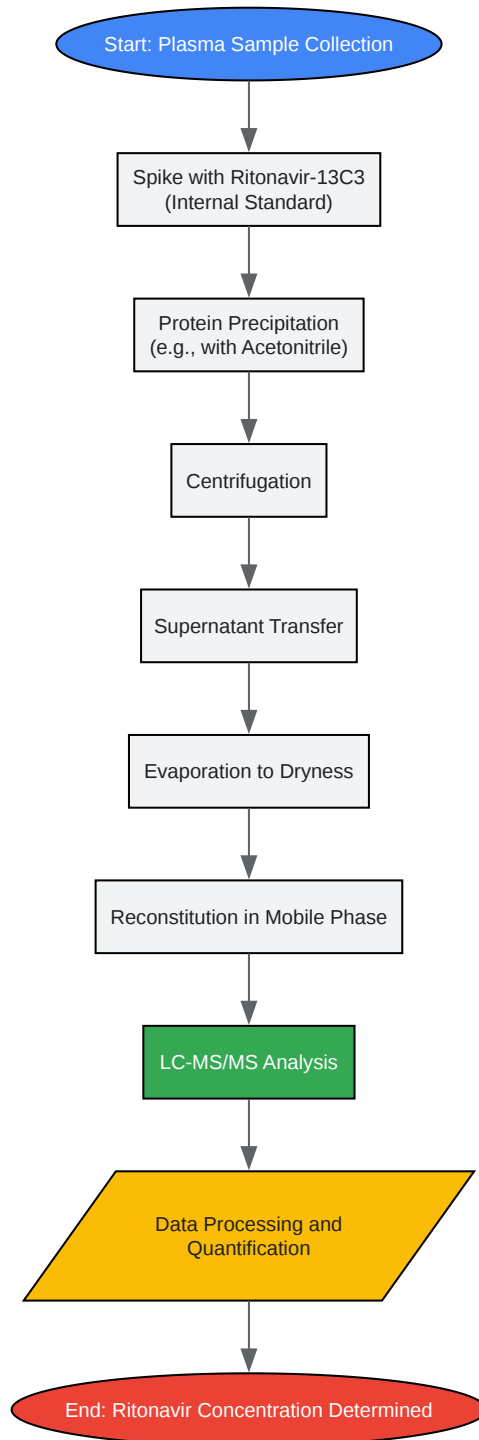 Start: Plasma Sample Collection
Spike with Ritonavir-13C3
(Internal Standard)
Protein Precipitation
(e.g., with Acetonitrile)
Centrifugation
Supernatant Transfer
Evaporation to Dryness
Reconstitution in Mobile Phase
LC-MS/MS Analysis
Data Processing and
Quantification
End: Ritonavir Concentration Determined